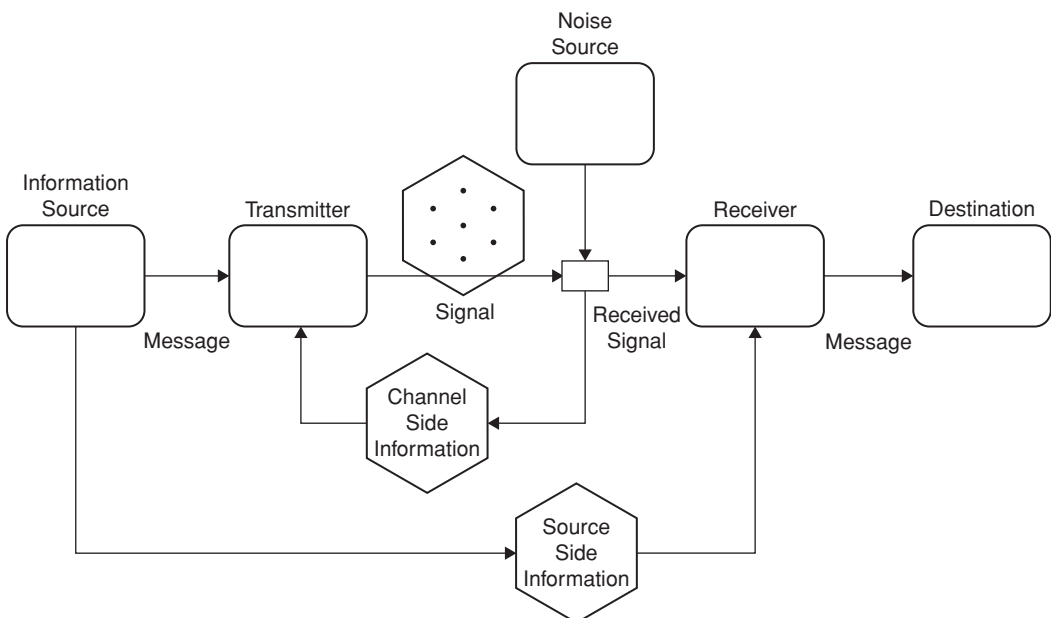 Noise
Source
Information
Source
Transmitter
Receiver
Destination
Signal
Received
Signal
Message
Message
Channel
Side
Information
Source
Side
Information